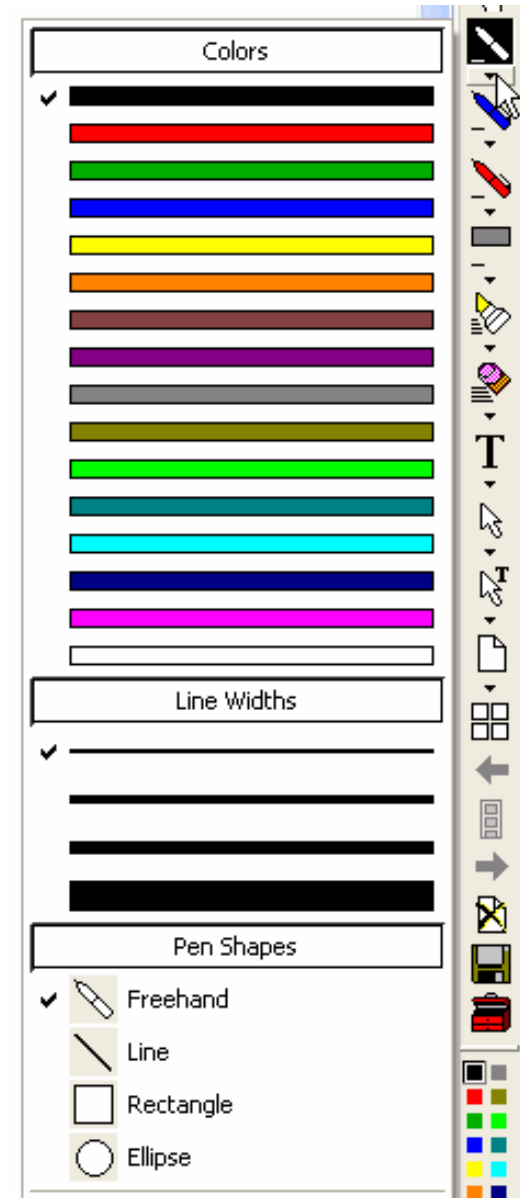 Colors
T
T
Line Widths
Pen Shapes
Freehand
Line
Rectangle
Ellipse